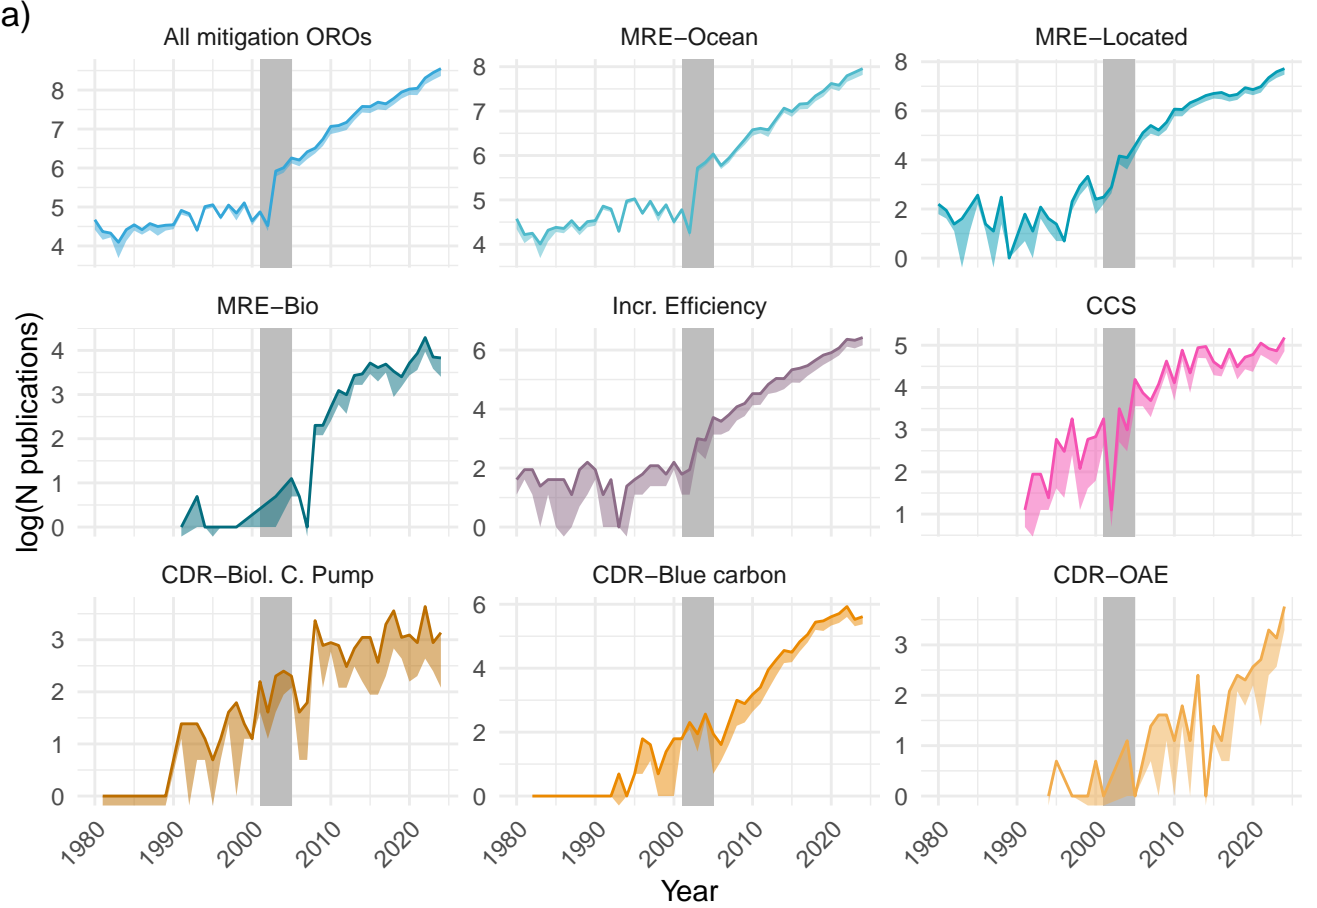 a)
All mitigation OROs
MRE−Ocean
MRE−Located
8
7
6
5
4
8
7
6
5
4
8
6
4
2
0
MRE−Bio
Incr. Efficiency
CCS
4
3
2
1
0
6
4
2
0
5
4
3
2
1
CDR−Biol. C. Pump
CDR−Blue carbon
CDR−OAE
3
2
1
0
6
4
2
0
3
2
1
0
1980 1990 2000 2010 2020
1980 1990 2000 2010 2020
1980 1990 2000 2010 2020
log(N publications)
Year